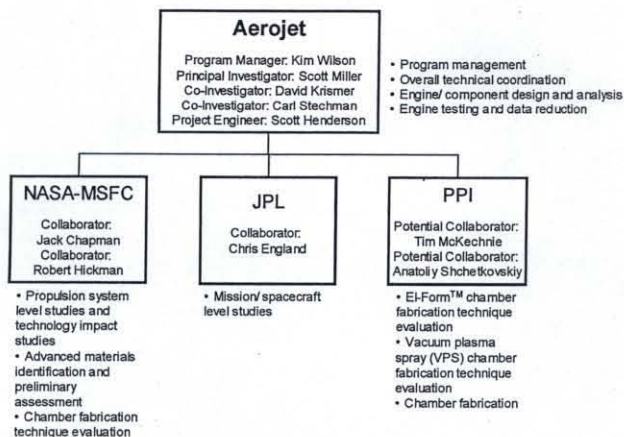 Aerojet
Program Manager: Kim Wilson
Principal Investigator: Scott Miller
Co-Investigator: David Krismer
Co-Investigator: Carl Stechman
Project Engineer: Scott Henderson
• Program management
• Overall technical coordination
• Engine/ component design and analysis
• Engine testing and data reduction
NASA-MSFC
Collaborator:
Jack Chapman
Collaborator:
Robert Hickman
• Propulsion system
level studies and
technology impact
studies
• Advanced materials
identification and
preliminary
assessment
• Chamber fabrication
technique evaluation
JPL
Collaborator:
Chris England
• Mission/ spacecraft
level studies
PPI
Potential Collaborator:
Tim McKechnie
Potential Collaborator:
Anatoliy Shchetkovskiy
• El-Form™ chamber
fabrication technique
evaluation
• Vacuum plasma
spray (VPS) chamber
fabrication technique
evaluation
• Chamber fabrication